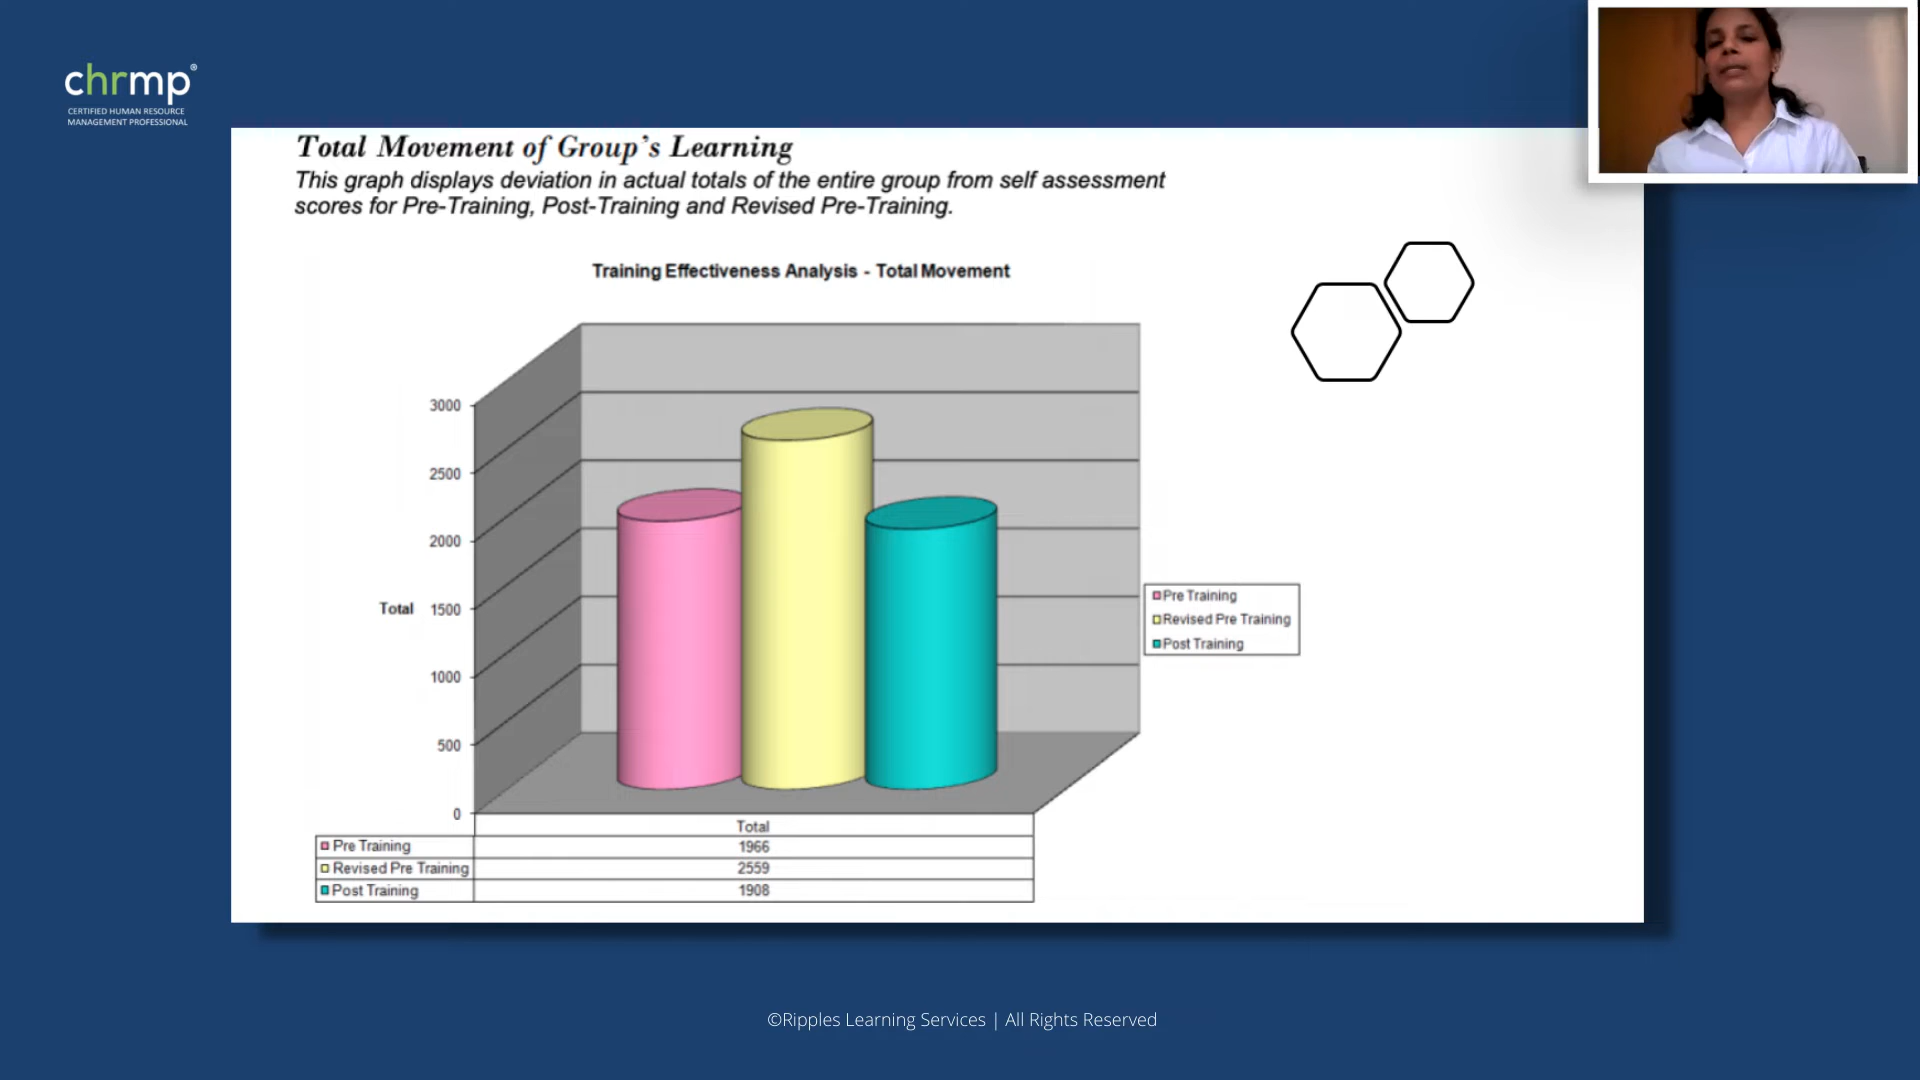 chrmp®
CERTIFIED HUMAN RESOURCE
MANAGEMENT PROFESSIONAL
Total Movement of Group's Learning
This graph displays deviation in actual totals of the entire group from self assessment
scores for Pre-Training, Post-Training and Revised Pre-Training.
Training Effectiveness Analysis - Total Movement
3000
2500
2000
Total 1500
1000
500
0
Pre Training
Revised Pre Training
Post Training
Total
Pre Training 1966
Revised Pre Training 2559
Post Training 1908
©Ripples Learning Services | All Rights Reserved